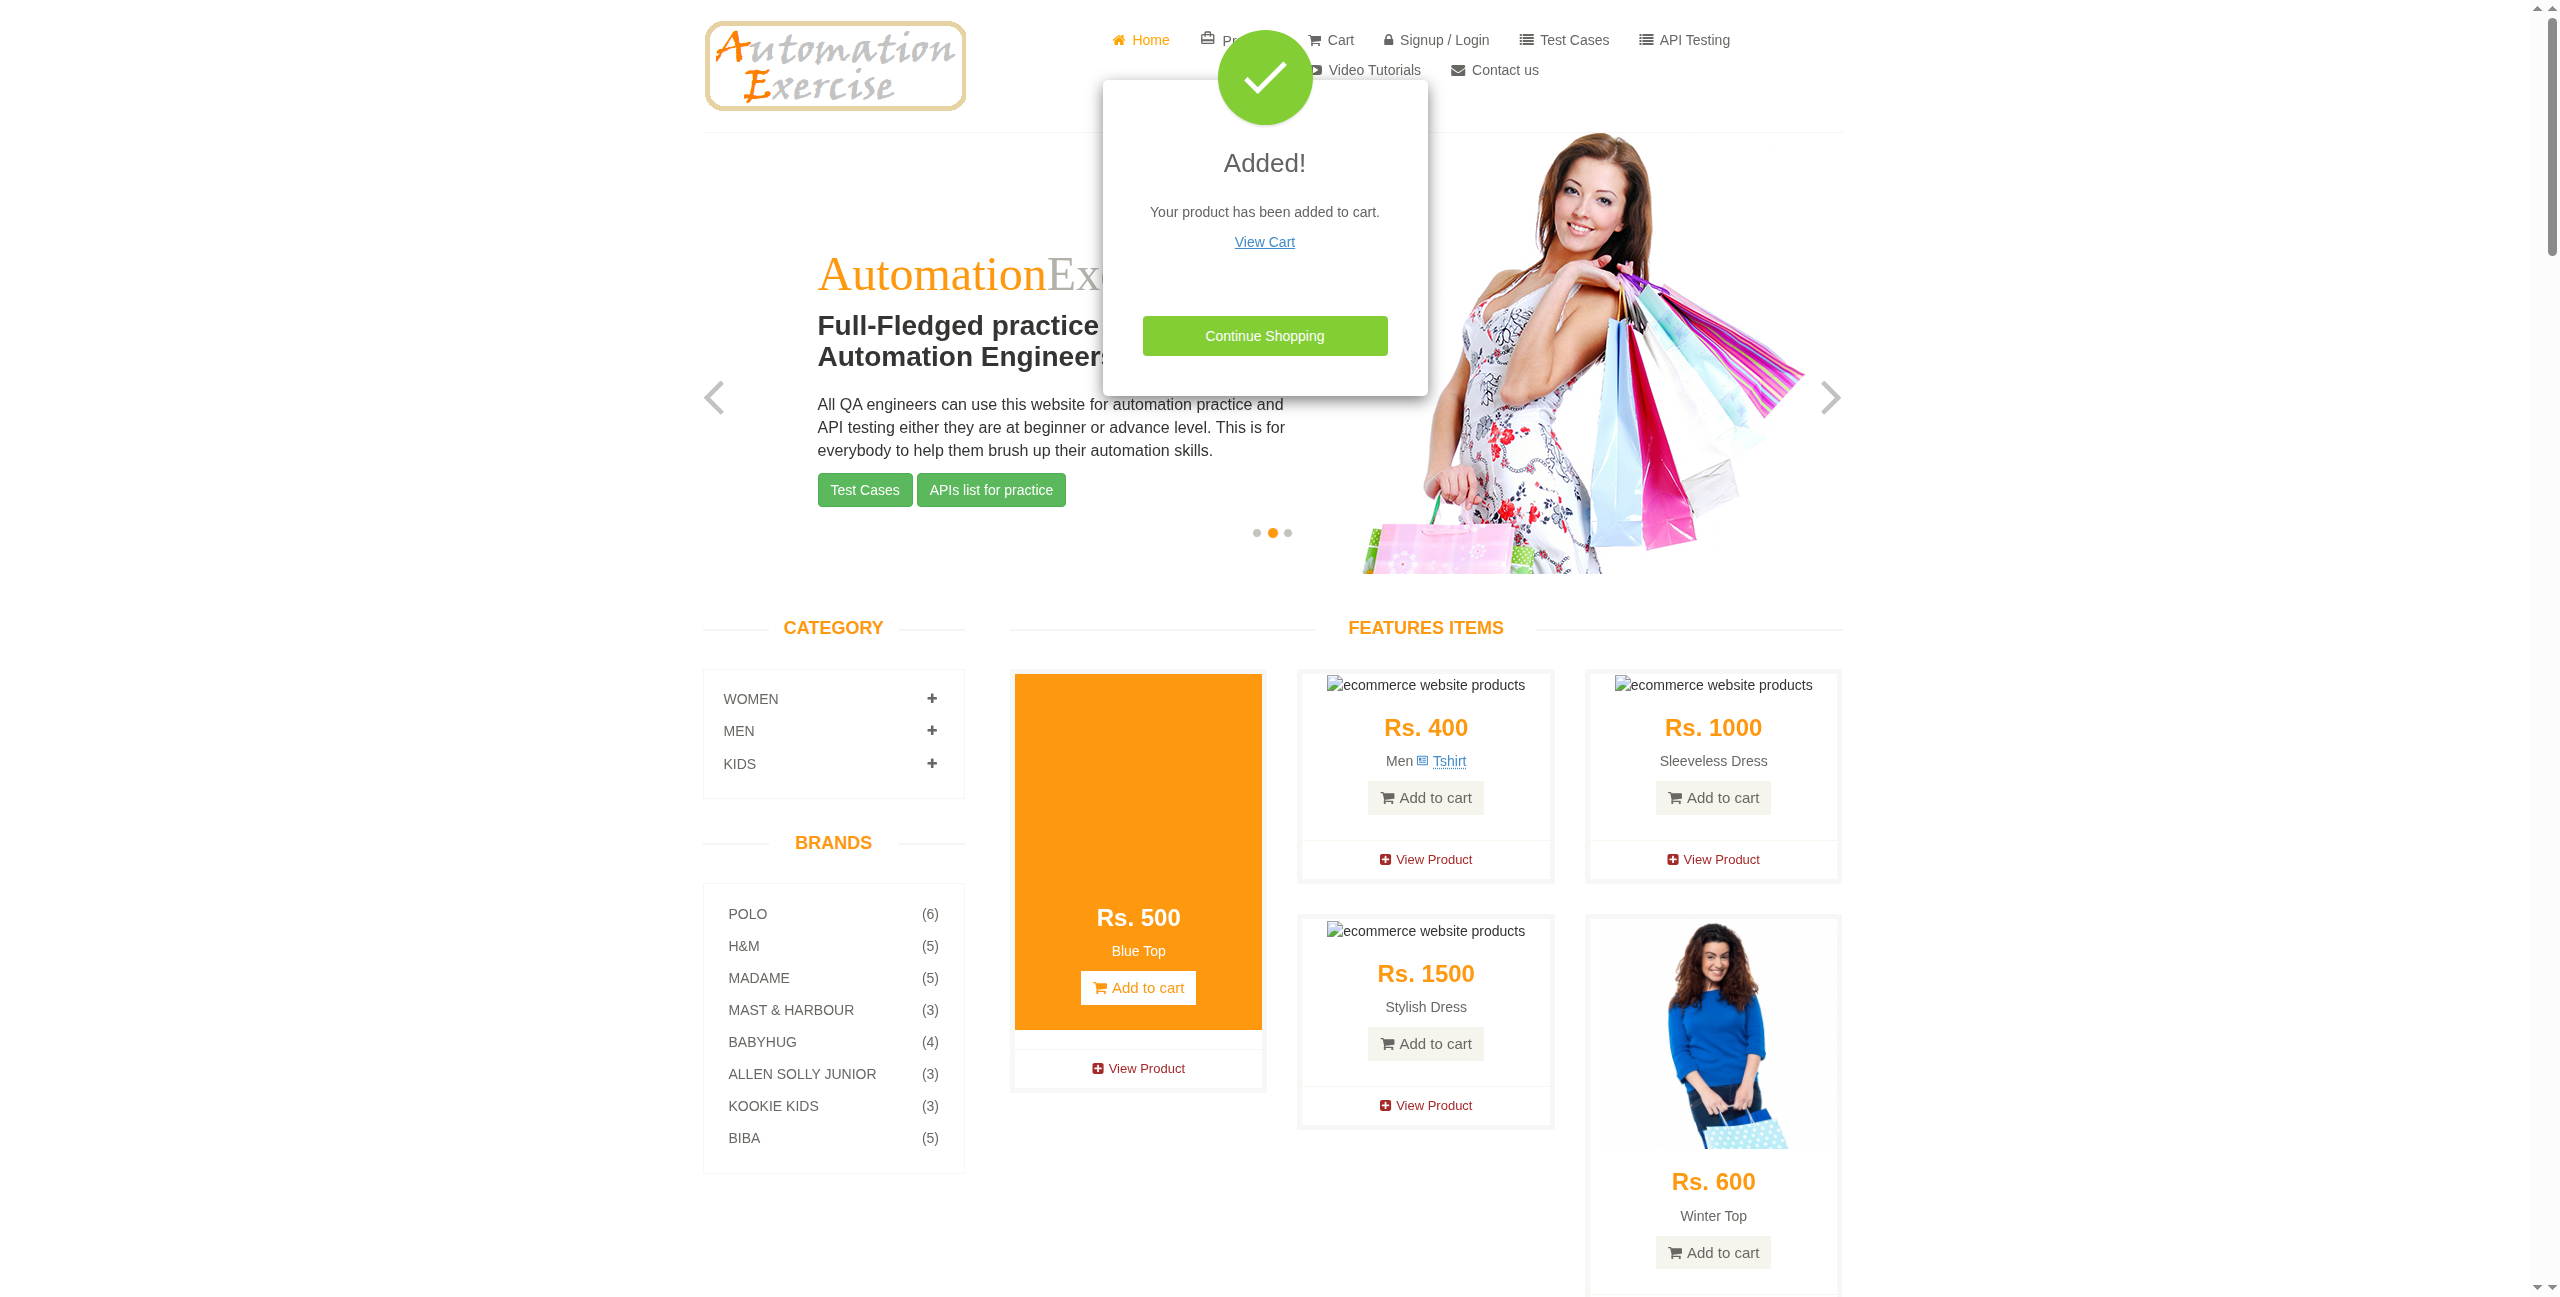 Automation
Exercise
Home
Cart
Signup / Login
Test Cases
API Testing
Video Tutorials
Contact us
Added!
Your product has been added to cart.
View Cart
Continue Shopping
Automation
Full-Fledged practice
Automation
All QA engineers can use this website for automation practice and
API testing either they are at beginner or advance level. This is for
everybody to help them brush up their automation skills.
Test Cases
APIs list for practice
CATEGORY
WOMEN
MEN
KIDS
BRANDS
POLO (6)
H&M (5)
MADAME (5)
MAST & HARBOUR (3)
BABYHUG (4)
ALLEN SOLLY JUNIOR (3)
KOOKIE KIDS (3)
BIBA (5)
FEATURES ITEMS
Rs. 500
Blue Top
Add to cart
View Product
ecommerce website products
Rs. 400
Men Tshirt
Add to cart
View Product
ecommerce website products
Rs. 1000
Sleeveless Dress
Add to cart
View Product
ecommerce website products
Rs. 1500
Stylish Dress
Add to cart
View Product
Rs. 600
Winter Top
Add to cart